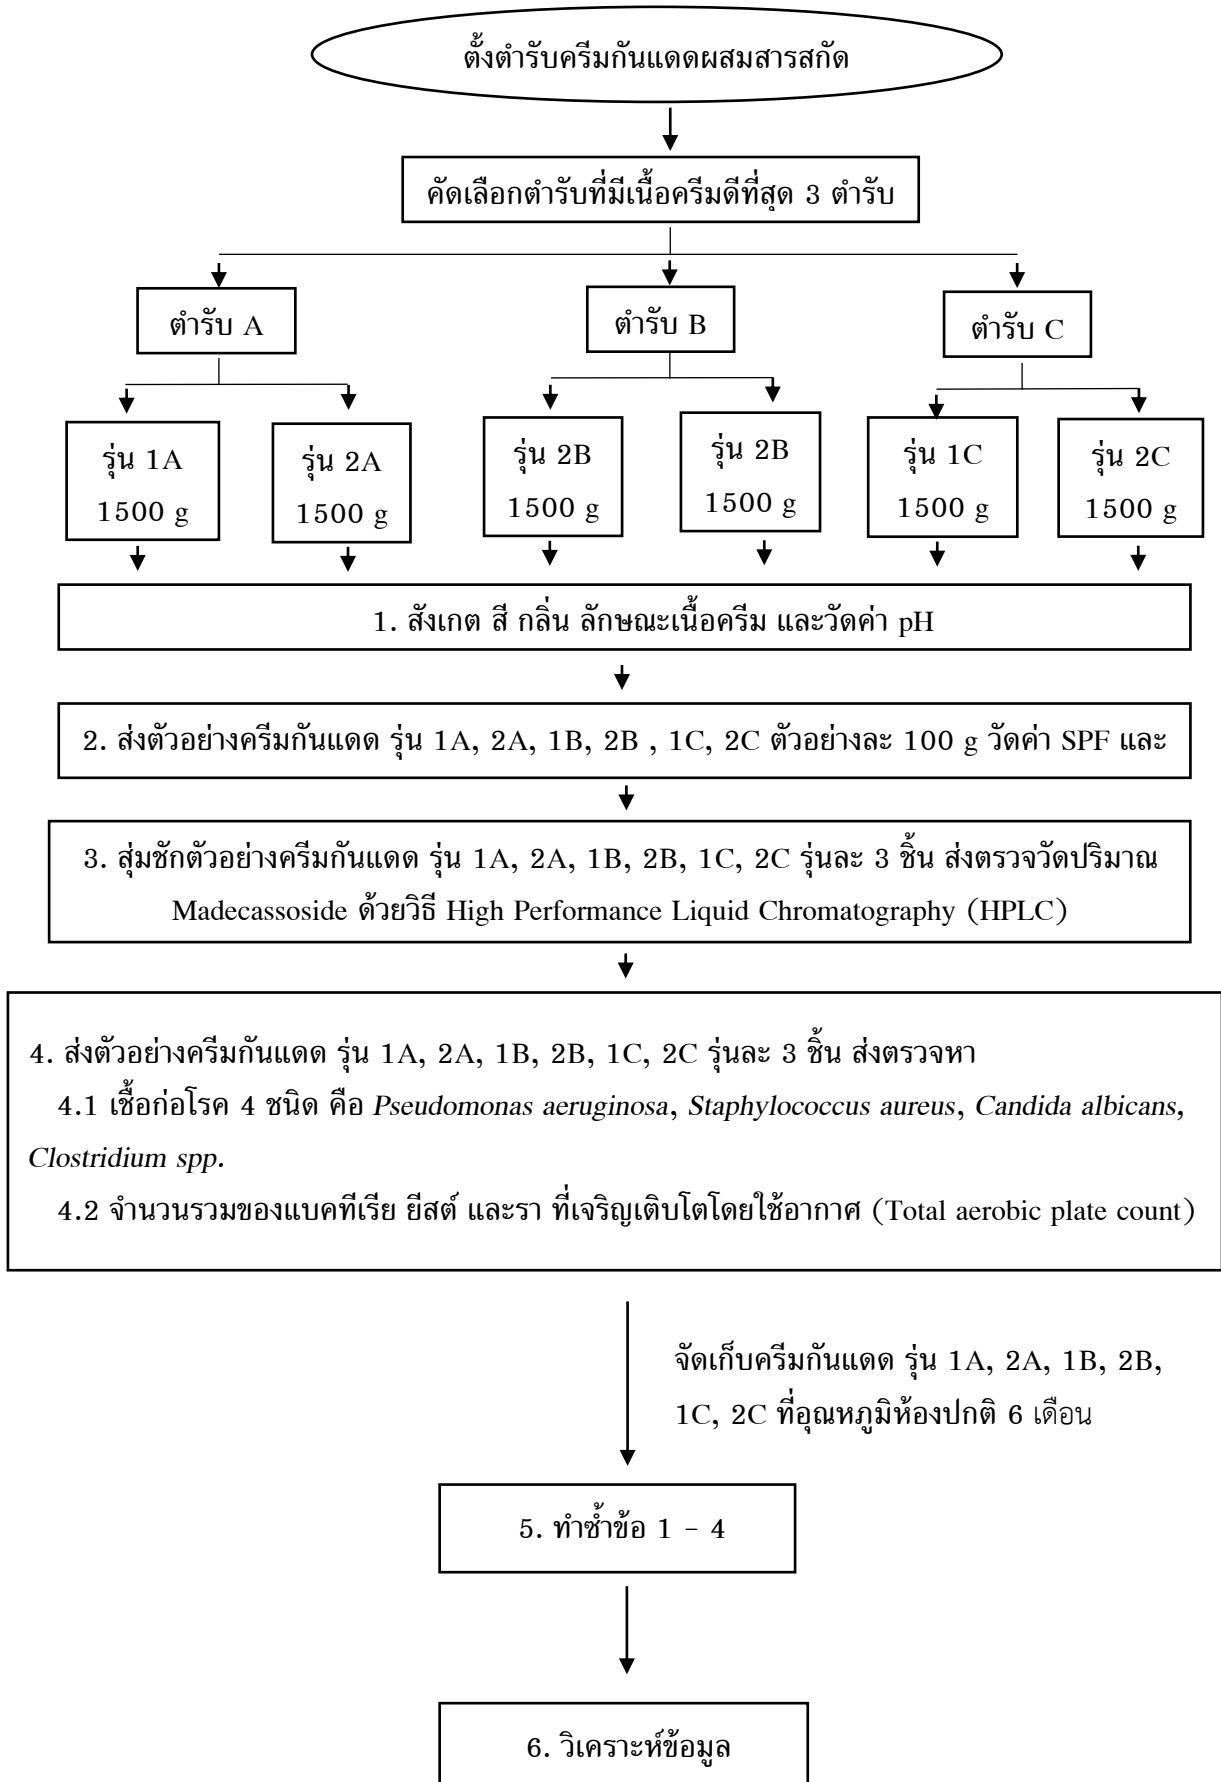 ตั้งตำรับครีมกันแดดผสมสารสกัด
คัดเลือกตำรับที่มีเนื้อครีมดีที่สุด 3 ตำรับ
ตำรับ A
ตำรับ B
ตำรับ C
รุ่น 1A
1500 g
รุ่น 2A
1500 g
รุ่น 2B
1500 g
รุ่น 2B
1500 g
รุ่น 1C
1500 g
รุ่น 2C
1500 g
1. สังเกต สี กลิ่น ลักษณะเนื้อครีม และวัดค่า pH
2. ส่งตัวอย่างครีมกันแดด รุ่น 1A, 2A, 1B, 2B , 1C, 2C ตัวอย่างละ 100 g วัดค่า SPF และ
3. สุ่มชักตัวอย่างครีมกันแดด รุ่น 1A, 2A, 1B, 2B, 1C, 2C รุ่นละ 3 ชิ้น ส่งตรวจวัดปริมาณ
Madecassoside ด้วยวิธี High Performance Liquid Chromatography (HPLC)
4. ส่งตัวอย่างครีมกันแดด รุ่น 1A, 2A, 1B, 2B, 1C, 2C รุ่นละ 3 ชิ้น ส่งตรวจหา
4.1 เชื้อก่อโรค 4 ชนิด คือ Pseudomonas aeruginosa, Staphylococcus aureus, Candida albicans,
Clostridium spp.
4.2 จำนวนรวมของแบคทีเรีย ยีสต์ และรา ที่เจริญเติบโตโดยใช้อากาศ (Total aerobic plate count)
จัดเก็บครีมกันแดด รุ่น 1A, 2A, 1B, 2B,
1C, 2C ที่อุณหภูมิห้องปกติ 6 เดือน
5. ทำซ้ำข้อ 1 - 4
6. วิเคราะห์ข้อมูล